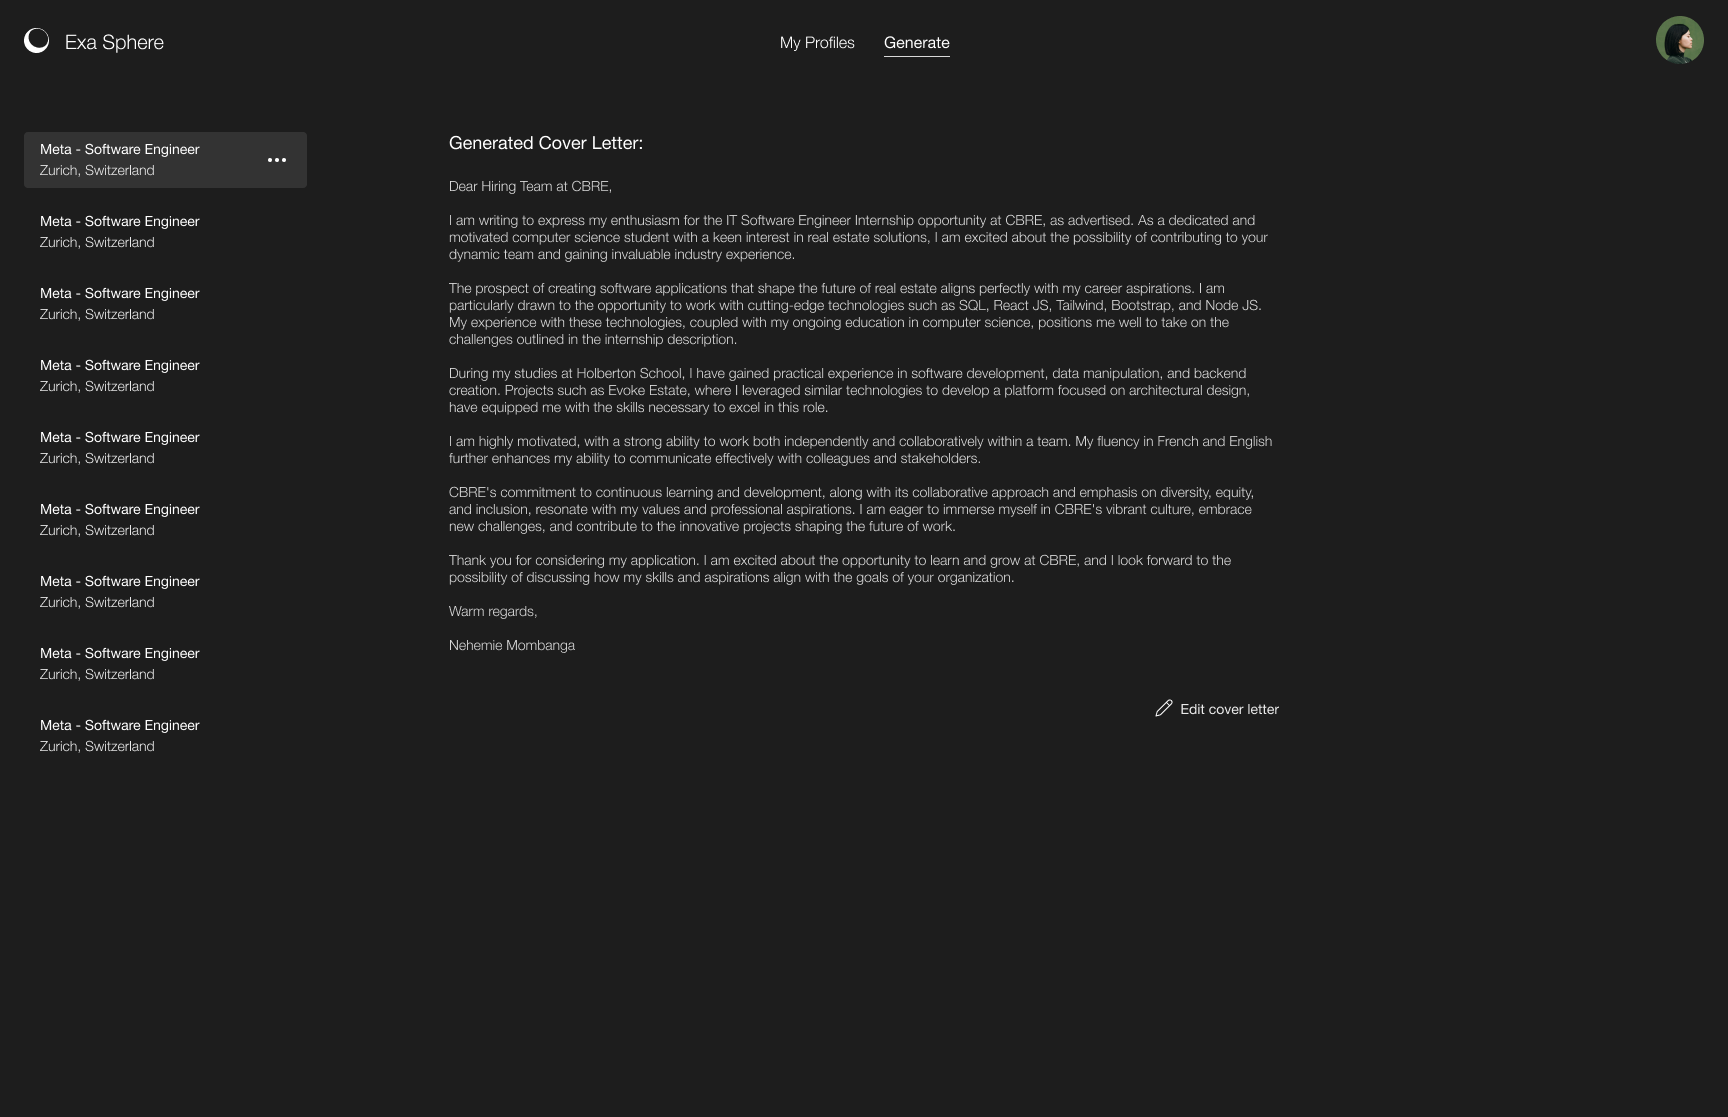 Exa Sphere
My Profiles
Generate
Meta - Software Engineer
Zurich, Switzerland
Meta - Software Engineer
Zurich, Switzerland
Meta - Software Engineer
Zurich, Switzerland
Meta - Software Engineer
Zurich, Switzerland
Meta - Software Engineer
Zurich, Switzerland
Meta - Software Engineer
Zurich, Switzerland
Meta - Software Engineer
Zurich, Switzerland
Meta - Software Engineer
Zurich, Switzerland
Meta - Software Engineer
Zurich, Switzerland
Generated Cover Letter:
Dear Hiring Team at CBRE,
I am writing to express my enthusiasm for the IT Software Engineer Internship opportunity at CBRE, as advertised. As a dedicated and
motivated computer science student with a keen interest in real estate solutions, I am excited about the possibility of contributing to your
dynamic team and gaining invaluable industry experience.
The prospect of creating software applications that shape the future of real estate aligns perfectly with my career aspirations. I am
particularly drawn to the opportunity to work with cutting-edge technologies such as SQL, React JS, Tailwind, Bootstrap, and Node JS.
My experience with these technologies, coupled with my ongoing education in computer science, positions me well to take on the
challenges outlined in the internship description.
During my studies at Holberton School, I have gained practical experience in software development, data manipulation, and backend
creation. Projects such as Evoke Estate, where I leveraged similar technologies to develop a platform focused on architectural design,
have equipped me with the skills necessary to excel in this role.
I am highly motivated, with a strong ability to work both independently and collaboratively within a team. My fluency in French and English
further enhances my ability to communicate effectively with colleagues and stakeholders.
CBRE's commitment to continuous learning and development, along with its collaborative approach and emphasis on diversity, equity,
and inclusion, resonate with my values and professional aspirations. I am eager to immerse myself in CBRE's vibrant culture, embrace
new challenges, and contribute to the innovative projects shaping the future of work.
Thank you for considering my application. I am excited about the opportunity to learn and grow at CBRE, and I look forward to the
possibility of discussing how my skills and aspirations align with the goals of your organization.
Warm regards,
Nehemie Mombanga
Edit cover letter